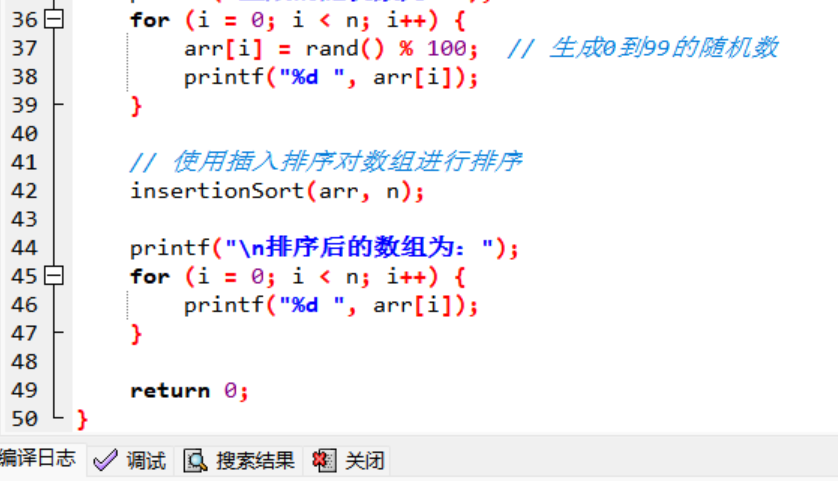 36 for (i = 0; i < n; i++) {
37 arr[i] = rand() % 100; // 生成0到99的随机数
38 printf("%d ", arr[i]);
39 }
40
41 // 使用插入排序对数组进行排序
42 insertionSort(arr, n);
43
44 printf("\n排序后的数组为: ");
45 for (i = 0; i < n; i++) {
46 printf("%d ", arr[i]);
47 }
48
49 return 0;
50 }
编译日志 调试 搜索结果 关闭